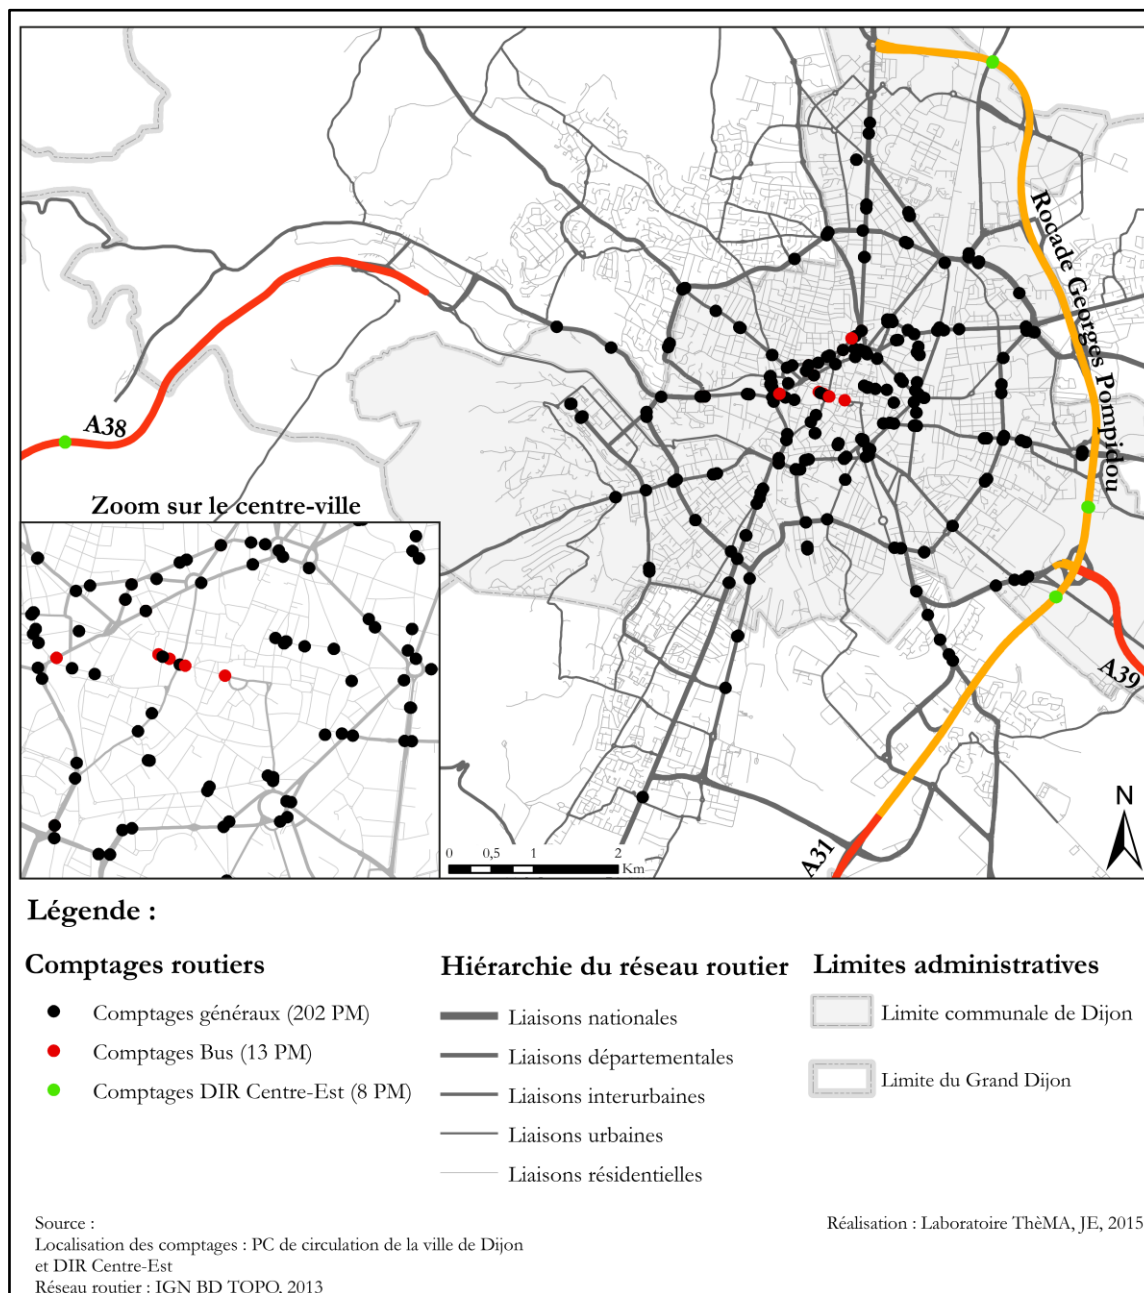 Rocade Georges Pompidou
A38
Zoom sur le centre-ville
A39
A31
N
0 0,5 1 2
Km
Légende :
Comptages routiers
Comptages généraux (202 PM)
Comptages Bus (13 PM)
Comptages DIR Centre-Est (8 PM)
Hiérarchie du réseau routier
Liaisons nationales
Liaisons départementales
Liaisons interurbaines
Liaisons urbaines
Liaisons résidentielles
Limites administratives
Limite communale de Dijon
Limite du Grand Dijon
Source :
Localisation des comptages : PC de circulation de la ville de Dijon
et DIR Centre-Est
Réseau routier : IGN BD TOPO, 2013
Réalisation : Laboratoire ThèMA, JE, 2015